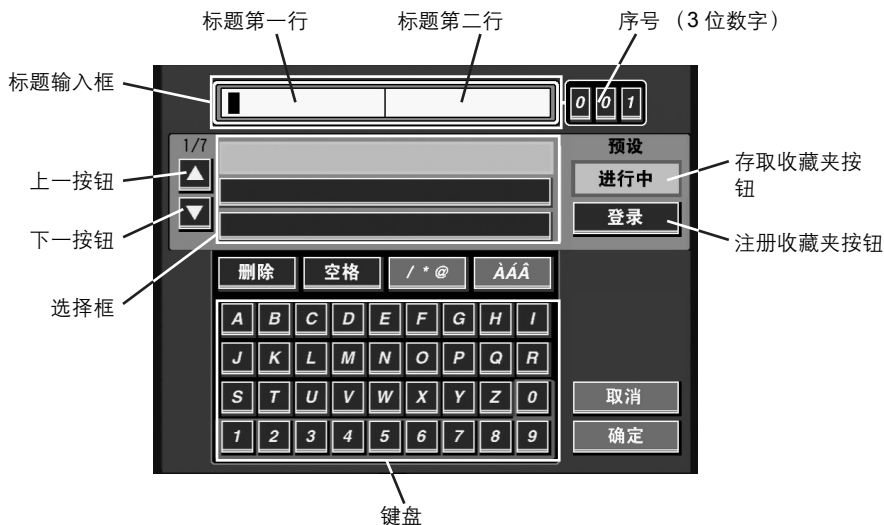 标题第一行 标题第二行 序号（3 位数字）
标题输入框
0 0 1
1/7 预设
上一按钮 进行中 存取收藏夹按钮
下一按钮 登录 注册收藏夹按钮
选择框
删除 空格 / * @ ÀÁÂ
A B C D E F G H I
J K L M N O P Q R
S T U V W X Y Z 0 取消
1 2 3 4 5 6 7 8 9 确定
键盘